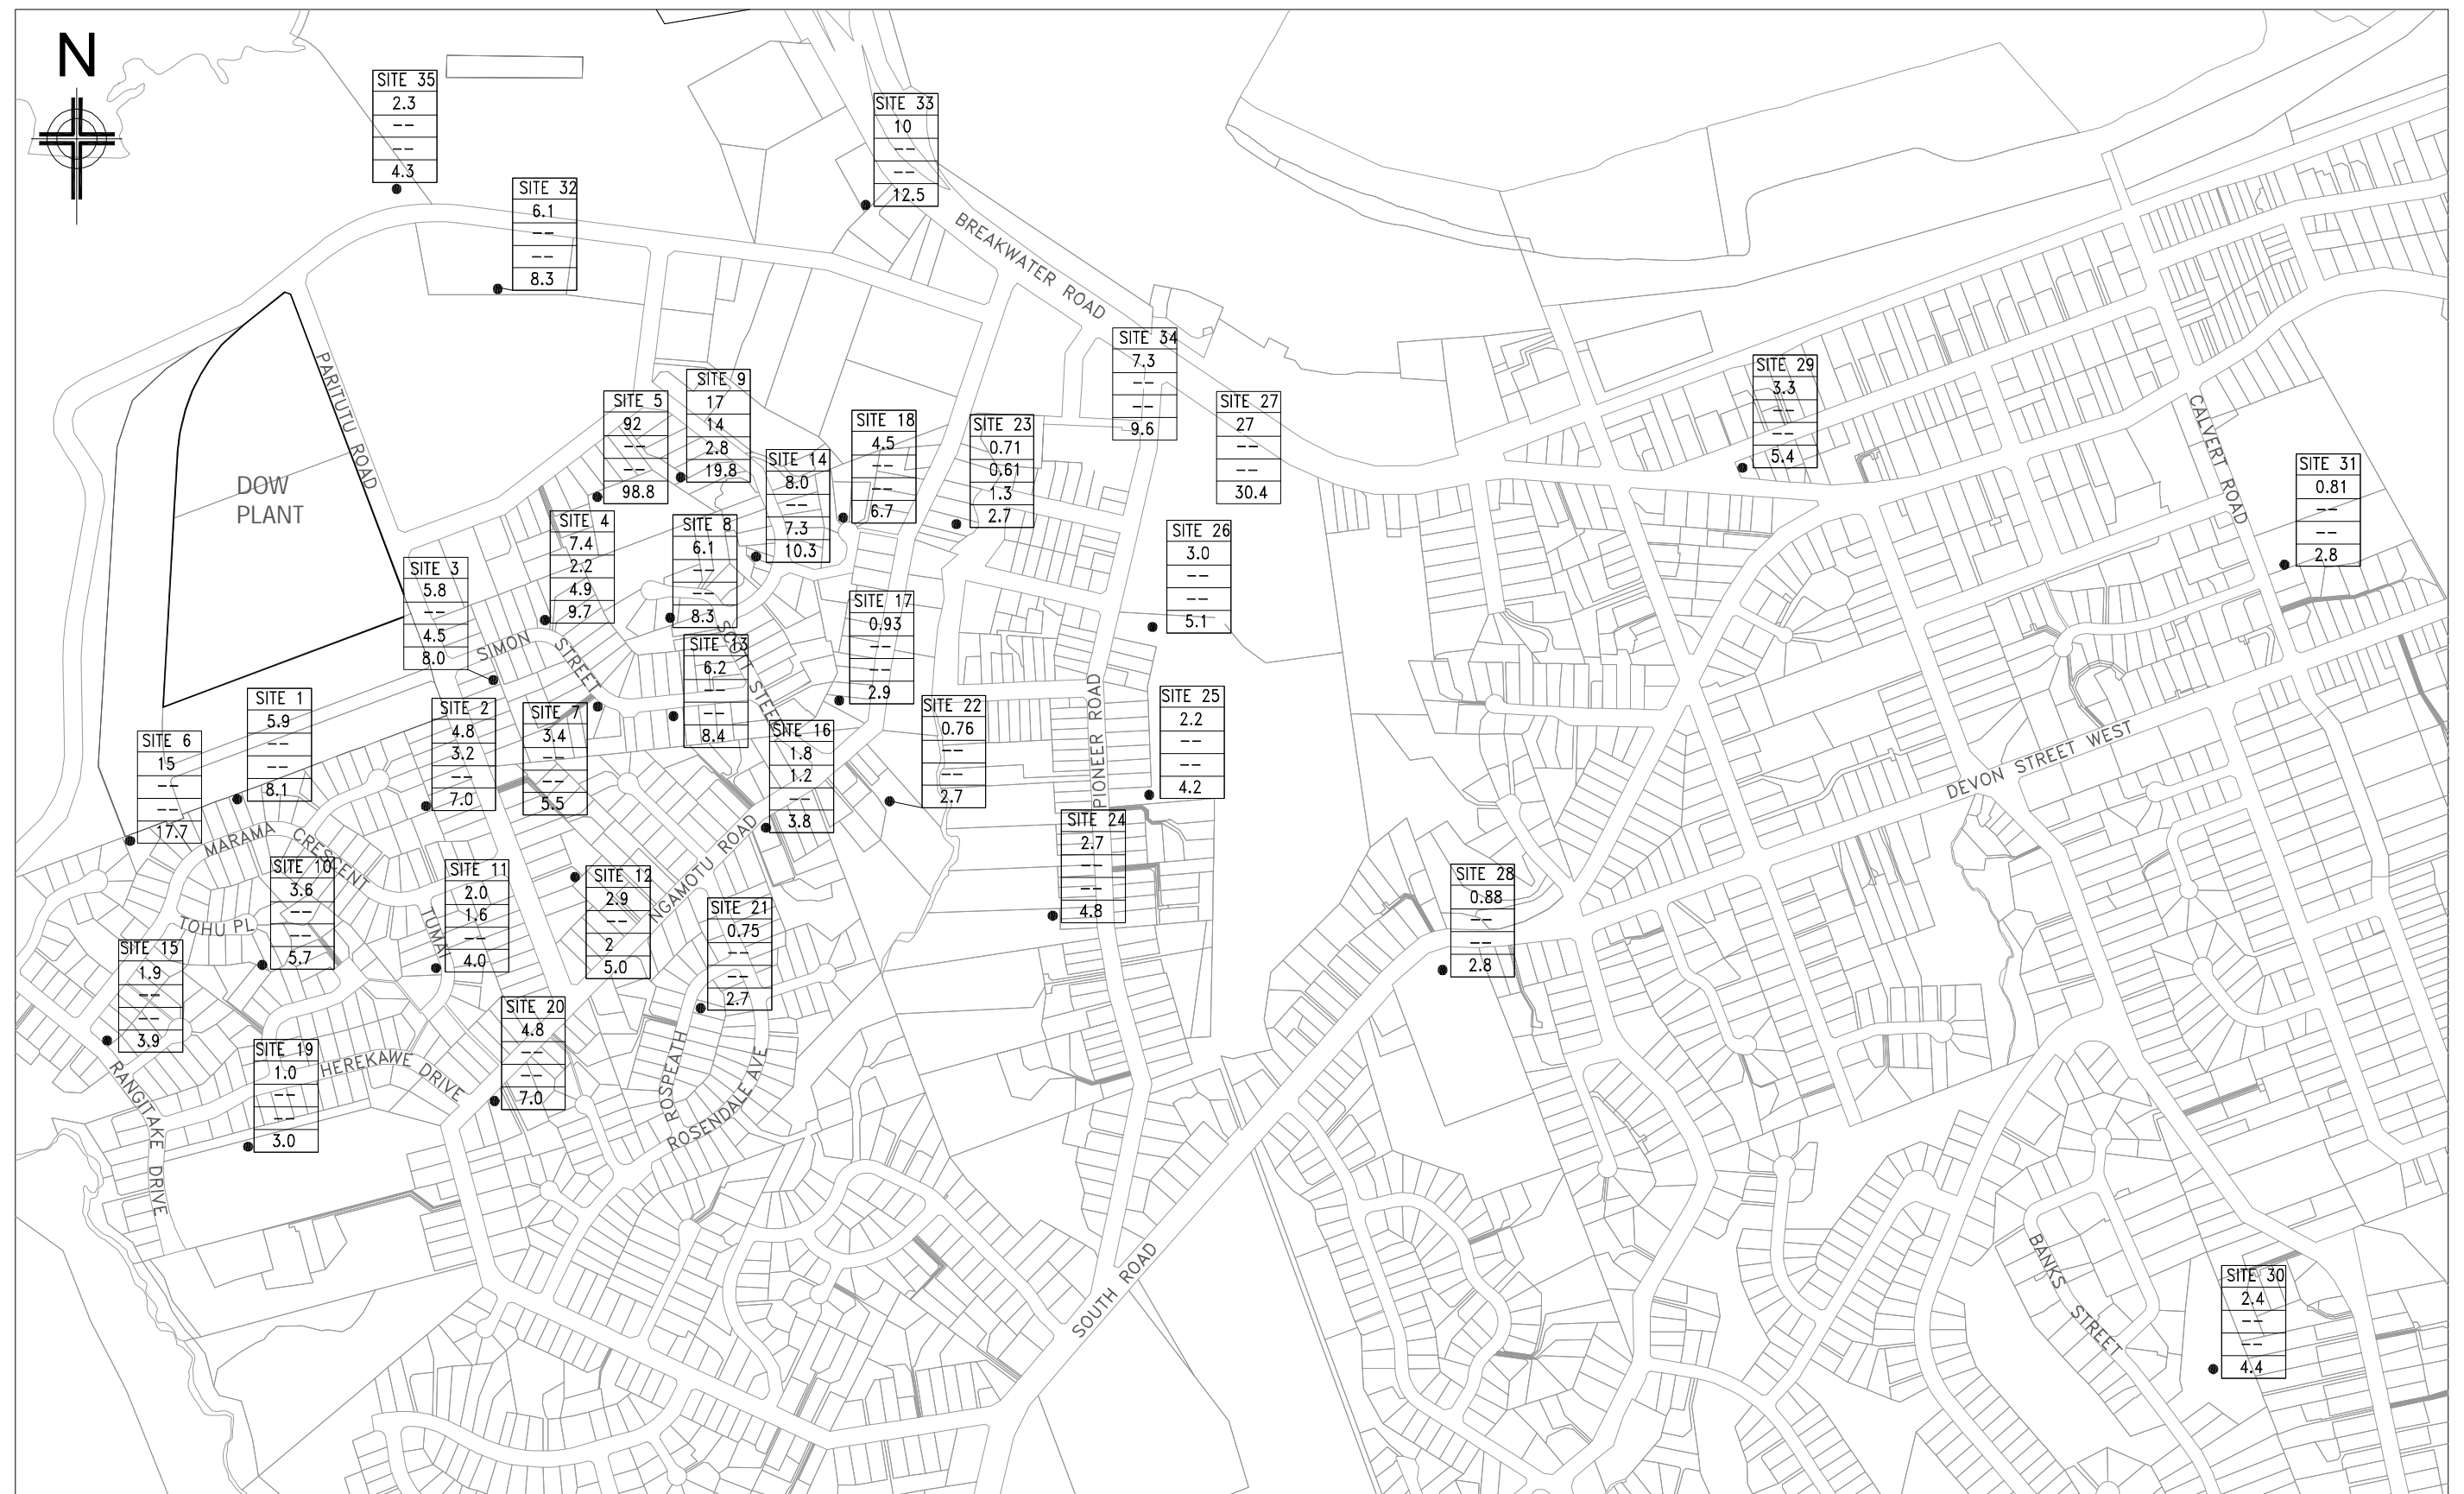 N
SITE 35
2.3
--
--
4.3
SITE 33
10
--
--
12.5
SITE 32
6.1
--
--
8.3
BREAKWATER ROAD
PARITUTU ROAD
DOW
PLANT
SITE 34
7.3
--
--
9.6
SITE 29
3.3
--
--
5.4
SITE 9
17
14
2.8
19.8
SITE 5
92
--
--
98.8
SITE 27
27
--
--
30.4
CALVERT ROAD
SITE 18
4.5
--
--
6.7
SITE 23
0.71
0.61
1.3
2.7
SITE 14
8.0
--
7.3
10.3
SITE 31
0.81
--
--
2.8
SITE 4
7.4
2.2
4.9
9.7
SITE 8
6.1
--
--
8.3
SITE 26
3.0
--
--
5.1
SITE 3
5.8
--
4.5
8.0
SITE 17
0.93
--
--
2.9
SIMON STREET
SCOTT STEET
SITE 13
6.2
--
--
8.4
PIONEER ROAD
SITE 25
2.2
--
--
4.2
SITE 1
5.9
--
--
8.1
SITE 2
4.8
3.2
--
7.0
SITE 7
3.4
--
--
5.5
SITE 22
0.76
--
--
2.7
SITE 16
1.8
1.2
--
3.8
SITE 6
15
--
--
17.7
DEVON STREET WEST
SITE 24
2.7
--
--
4.8
MARAMA CRESCENT
SITE 10
3.6
--
--
5.7
SITE 11
2.0
1.6
--
4.0
SITE 12
2.9
--
2
5.0
NGAMOTU ROAD
SITE 28
0.88
--
--
2.8
SITE 21
0.75
--
--
2.7
TOHU PL
TUMAI
SITE 15
1.9
--
--
3.9
SITE 20
4.8
--
--
7.0
SITE 19
1.0
--
--
3.0
HEREKAWE DRIVE
RANGITAKE DRIVE
ROSPEATH
ROSENDALE AVE
SOUTH ROAD
BANKS STREET
SITE 30
2.4
--
--
4.4